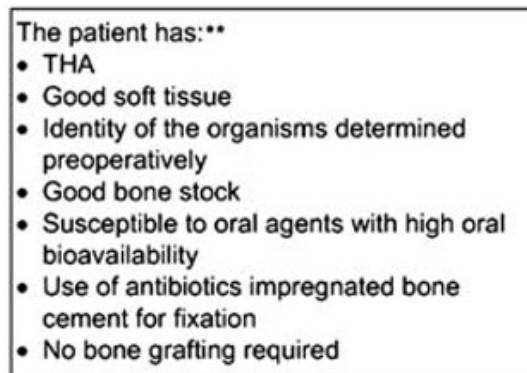 The patient has:**
• THA
• Good soft tissue
• Identity of the organisms determined
preoperatively
• Good bone stock
• Susceptible to oral agents with high oral
bioavailability
• Use of antibiotics impregnated bone
cement for fixation
• No bone grafting required